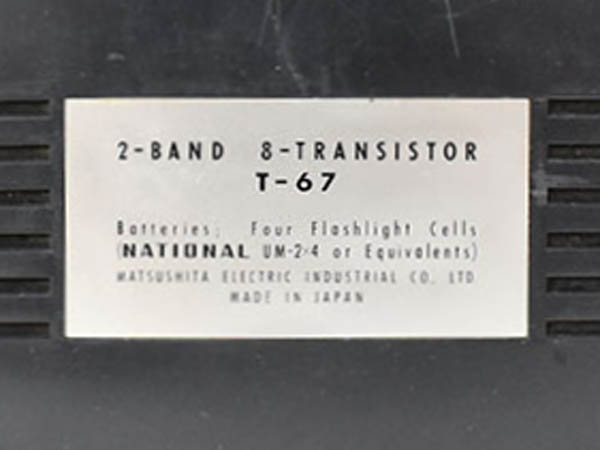 2-BAND 8-TRANSISTOR
T-67
Batteries: Four Flashlight Cells
(NATIONAL UM-2×4 or Equivalents)
MATSUSHITA ELECTRIC INDUSTRIAL CO. LTD
MADE IN JAPAN